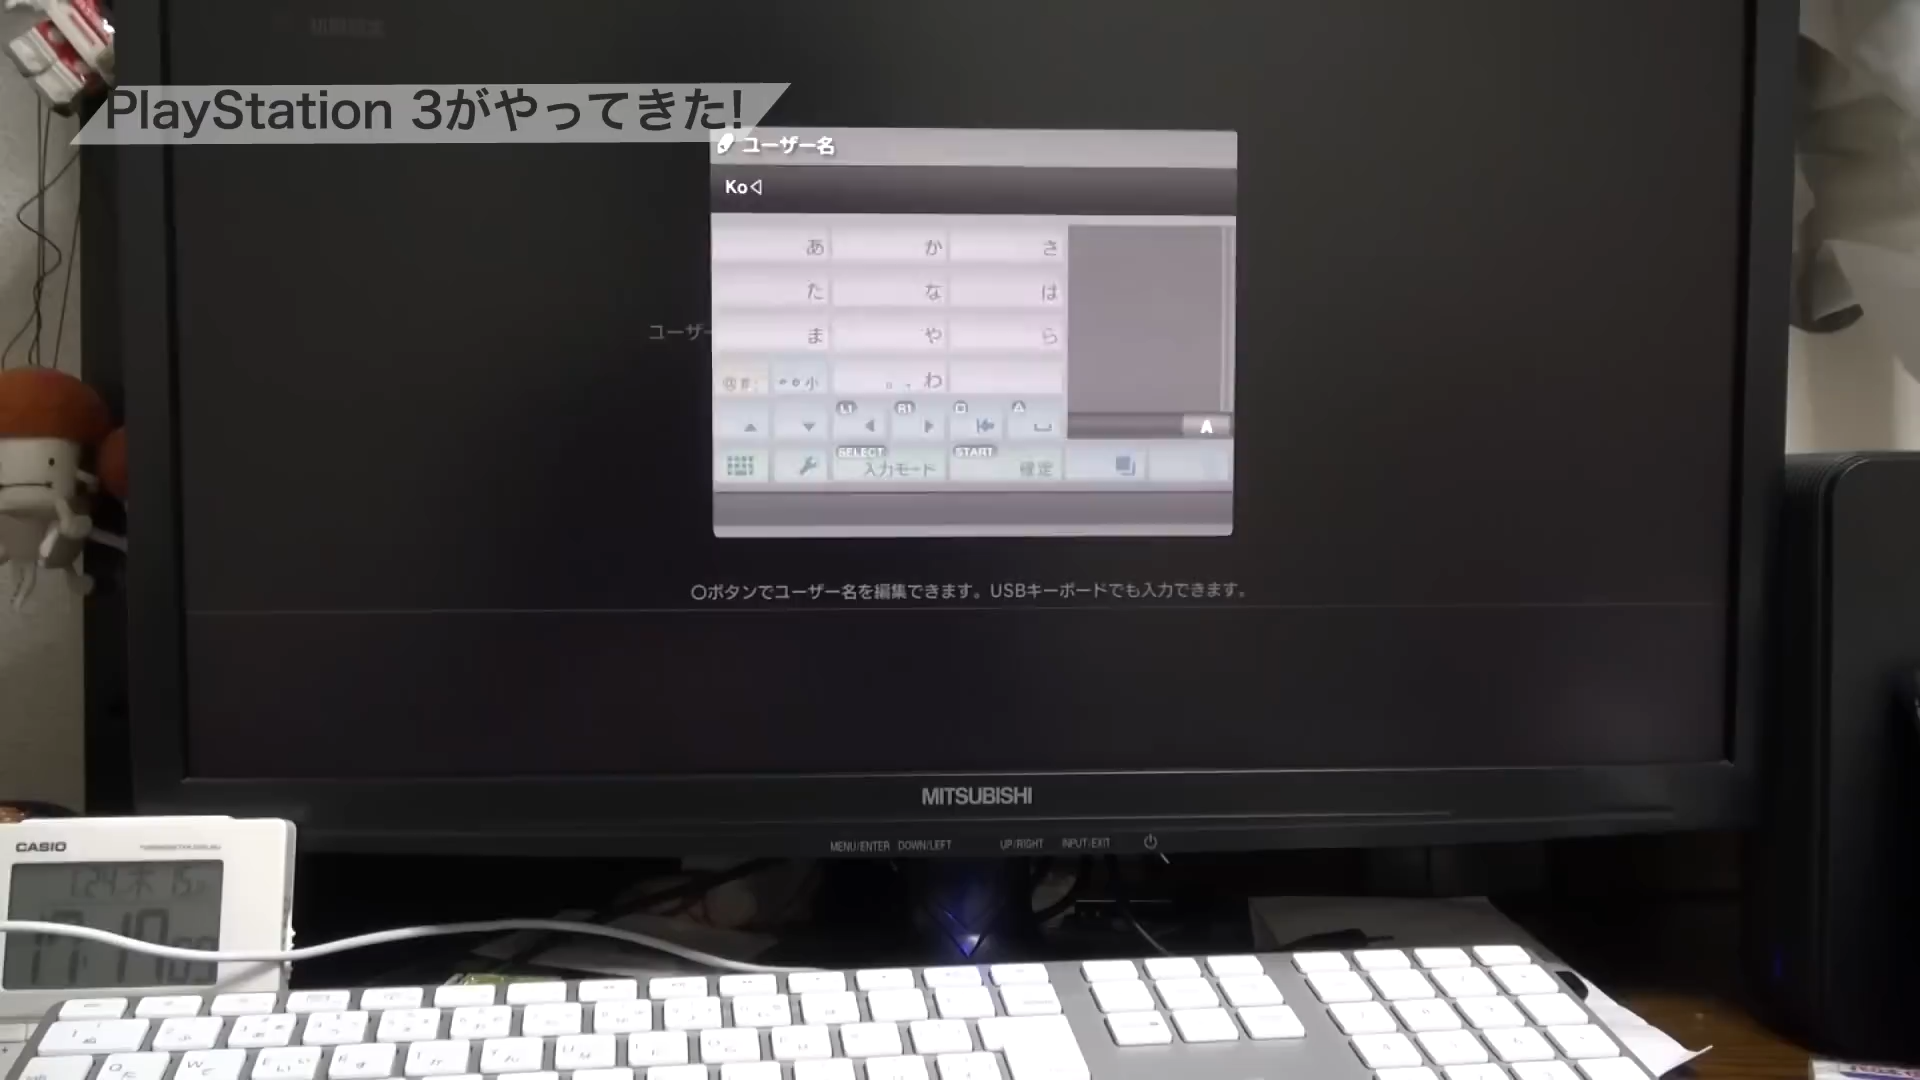 PlayStation 3がやってきた!
ユーザー名
Ko
あ か さ
た な は
ユーザー
ま や ら
@#: 小 。、わ
L1 R1
A
SELECT START
入力モード 確定
○ボタンでユーザー名を編集できます。USBキーボードでも入力できます。
MITSUBISHI
MENU/ENTER DOWN/LEFT UP/RIGHT INPUT/EXIT
CASIO